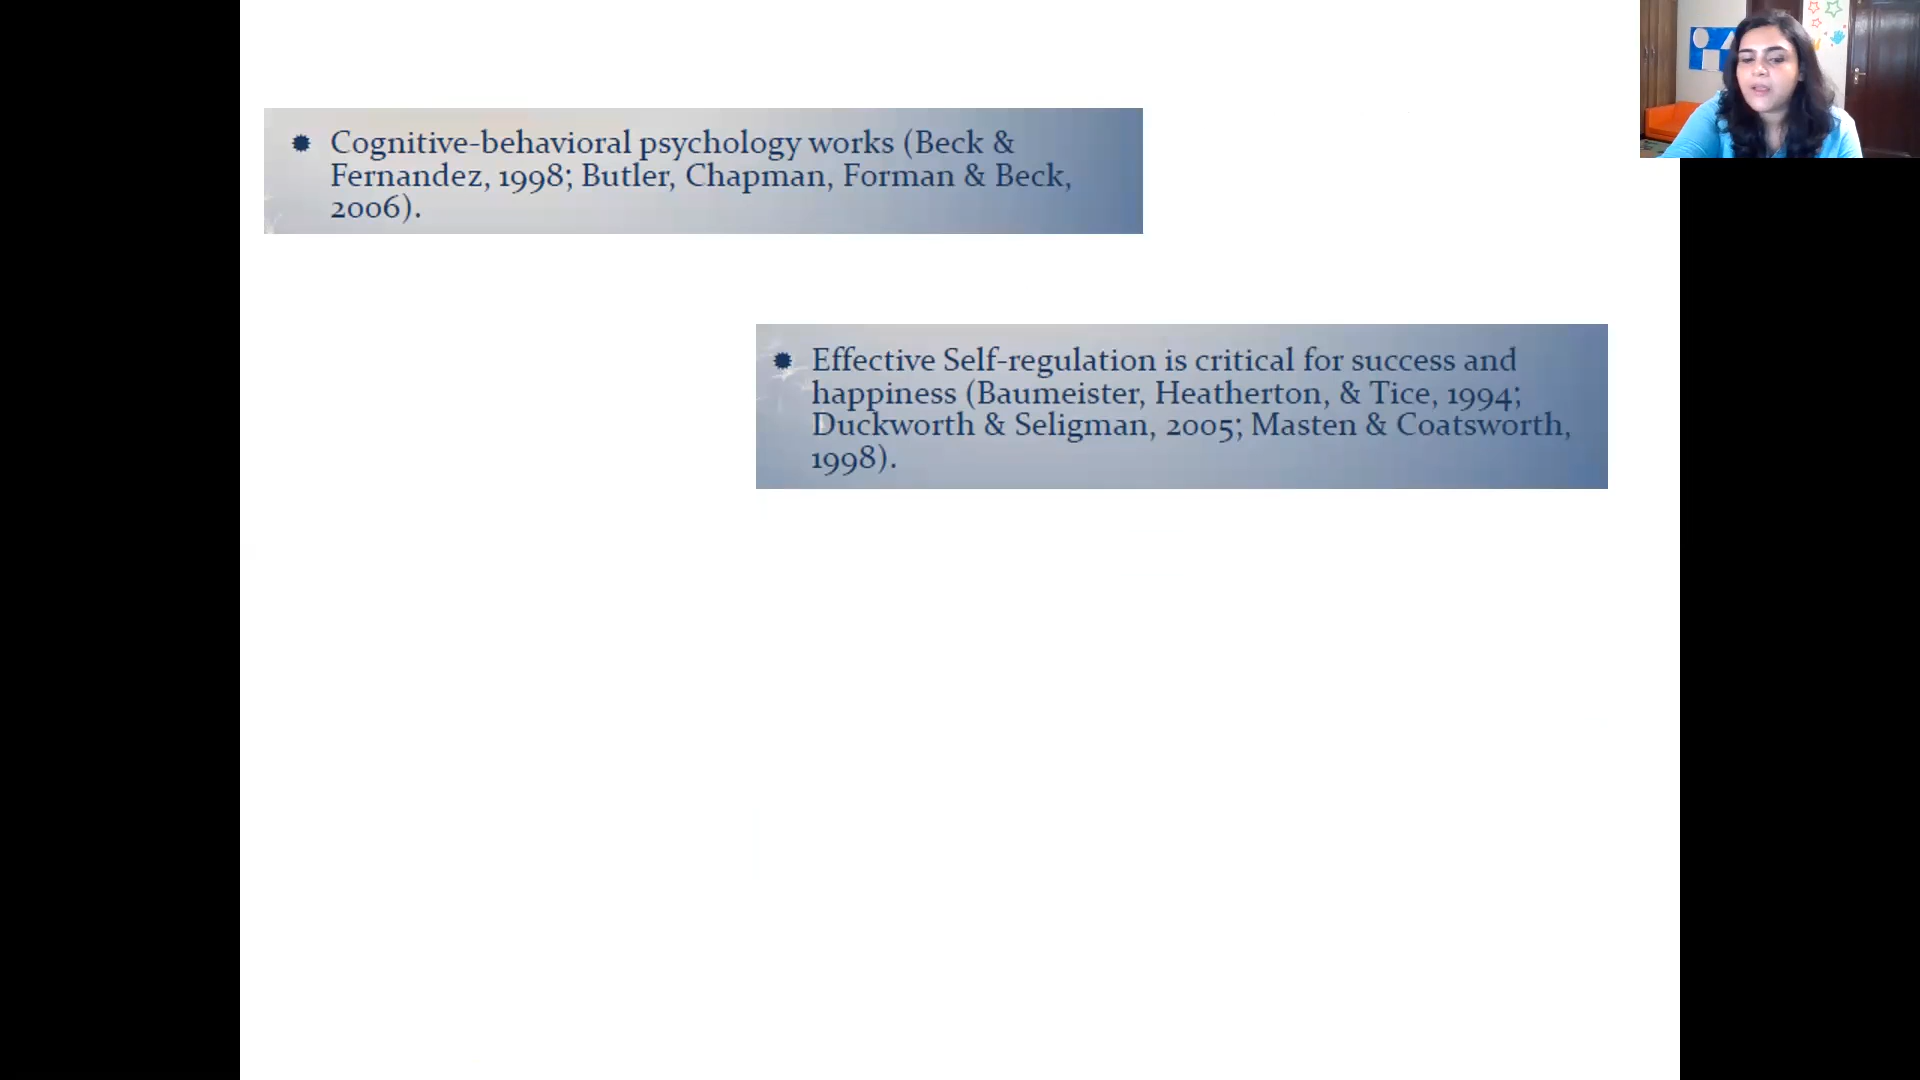 Cognitive-behavioral psychology works (Beck &
Fernandez, 1998; Butler, Chapman, Forman & Beck,
2006).
Effective Self-regulation is critical for success and
happiness (Baumeister, Heatherton, & Tice, 1994;
Duckworth & Seligman, 2005; Masten & Coatsworth,
1998).